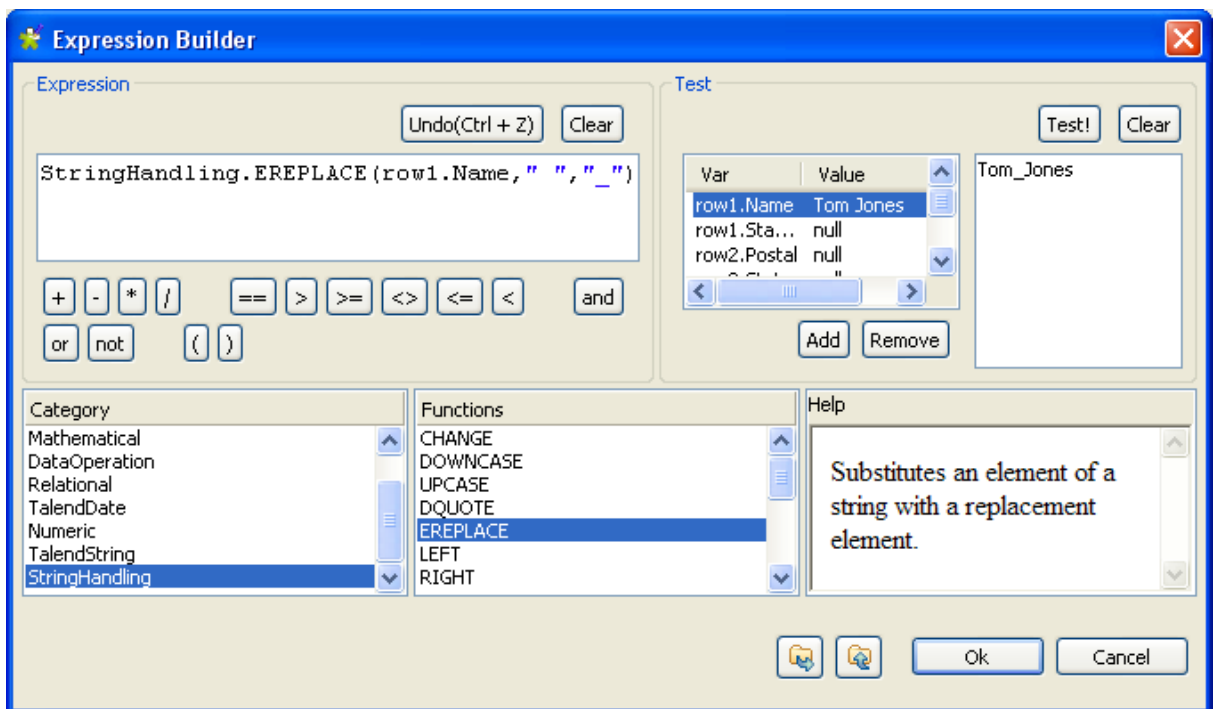 Expression Builder
Expression
Undo(Ctrl + Z) Clear
StringHandling.EREPLACE(row1.Name," ","_")
+ - * / == > >= <> <= < and
or not ( )
Test
Test! Clear
Var Value
row1.Name Tom Jones
row1.Sta... null
row2.Postal null
Tom_Jones
Add Remove
Category
Mathematical
DataOperation
Relational
TalendDate
Numeric
TalendString
StringHandling
Functions
CHANGE
DOWNCASE
UPCASE
DQUOTE
EREPLACE
LEFT
RIGHT
Help
Substitutes an element of a
string with a replacement
element.
Ok Cancel